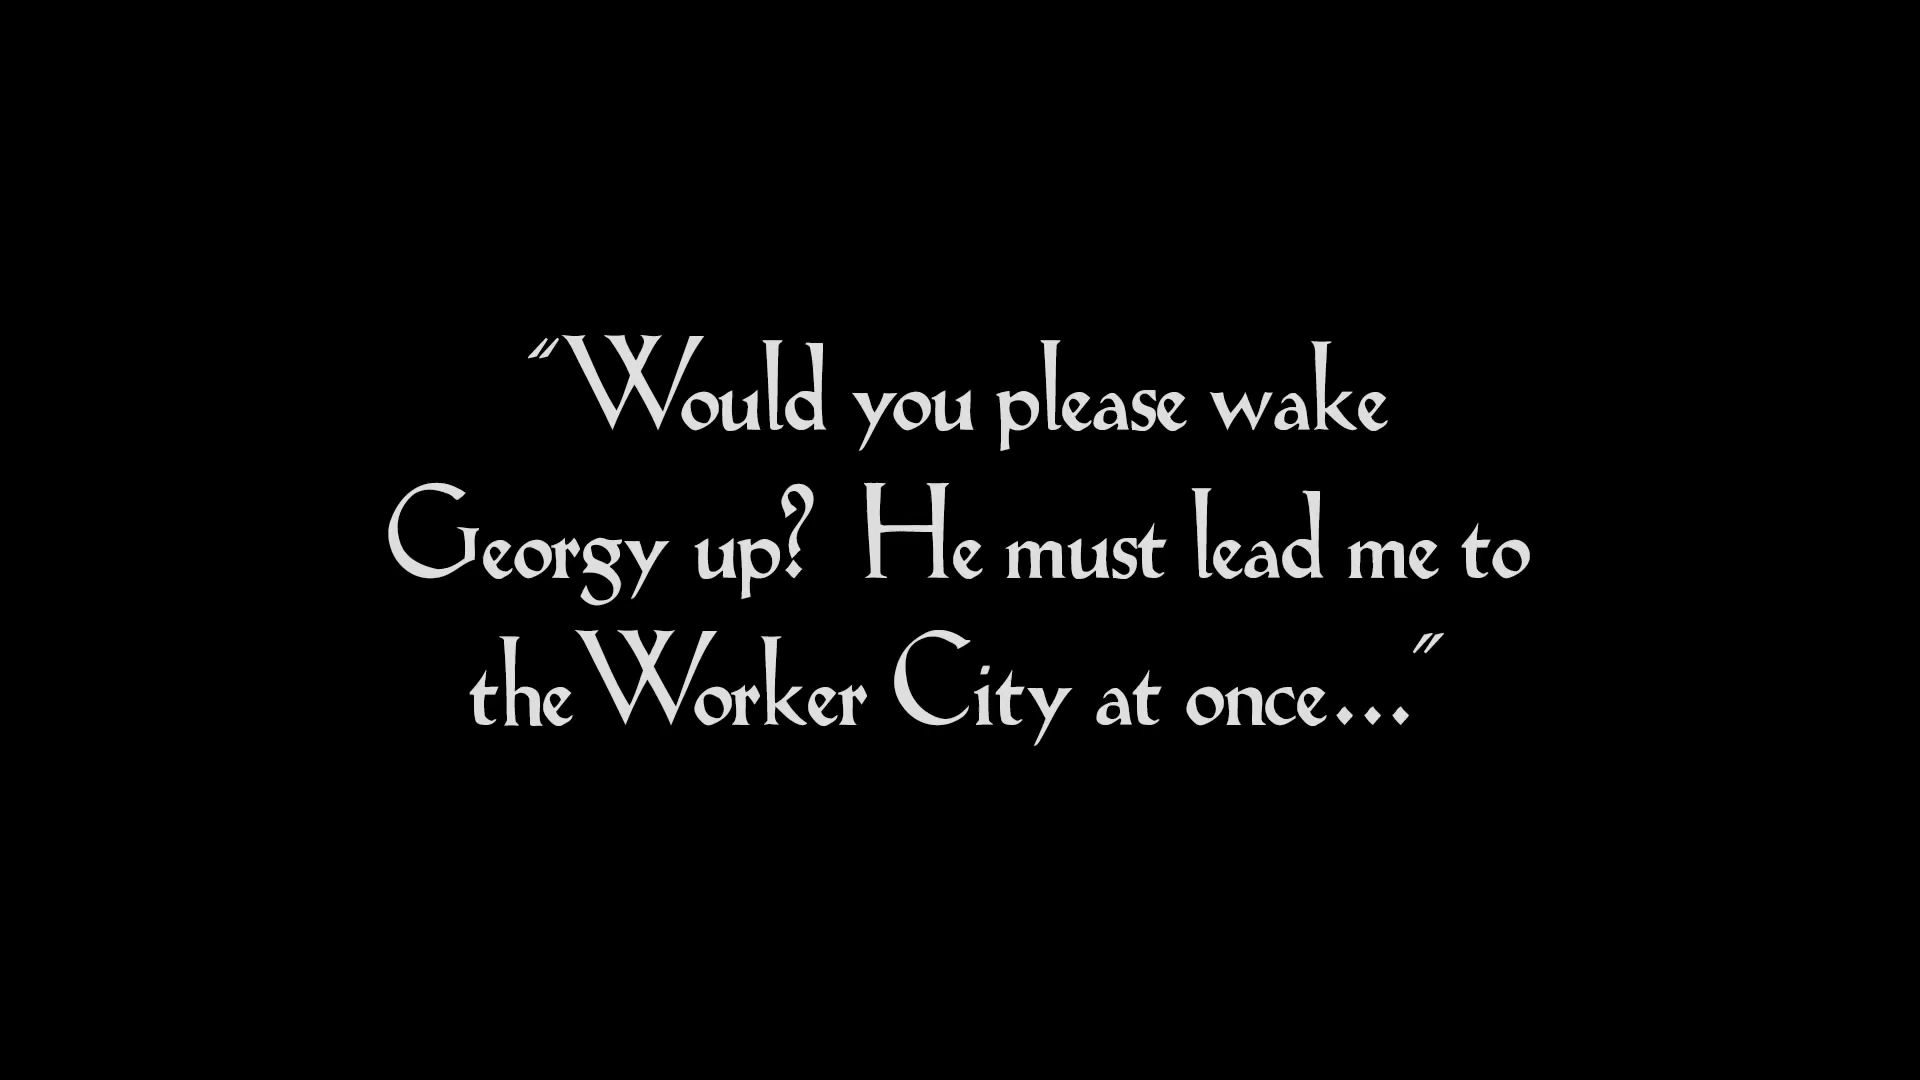 “Would you please wake
Georgy up?  He must lead me to
the Worker City at once...”